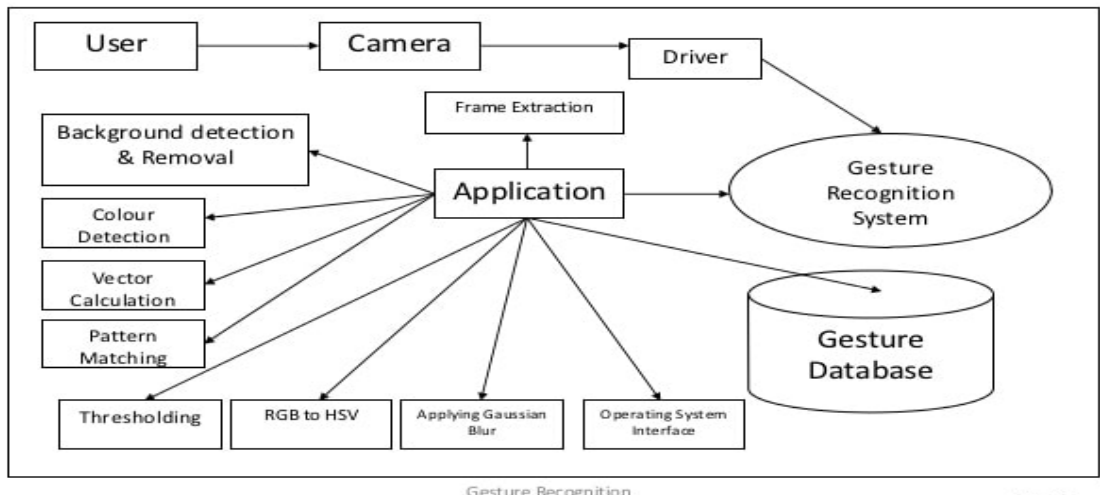 User
Camera
Driver
Frame Extraction
Background detection
& Removal
Application
Gesture
Recognition
System
Colour
Detection
Vector
Calculation
Pattern
Matching
Gesture
Database
Thresholding
RGB to HSV
Applying Gaussian
Blur
Operating System
Interface
Gesture Recognition